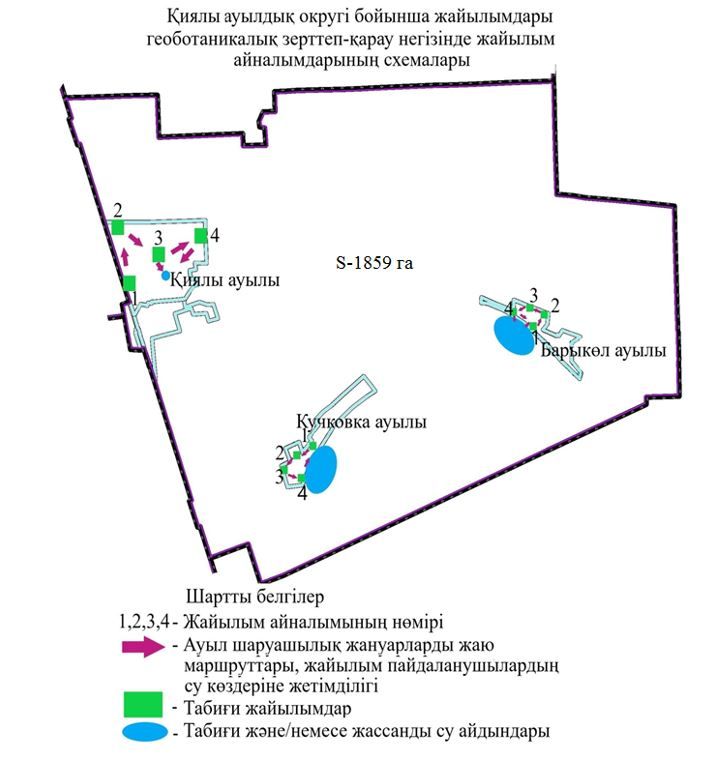 Қиялы ауылдық округі бойынша жайылымдары
геоботаникалық зерттеп-қарау негізінде жайылым
айналымдарының схемалары
2
3
4
1
Қиялы ауылы
S-1859 га
4
3
2
1
Барыкөл ауылы
Кучковка ауылы
1
2
3
4
Шартты белгілер
1,2,3,4 - Жайылым айналымының нөмірі
- Ауыл шаруашылық жануарларды жаю
маршруттары, жайылым пайдаланушылардың
су көздеріне жетімділігі
- Табиғи жайылымдар
- Табиғи және/немесе жассанды су айдындары